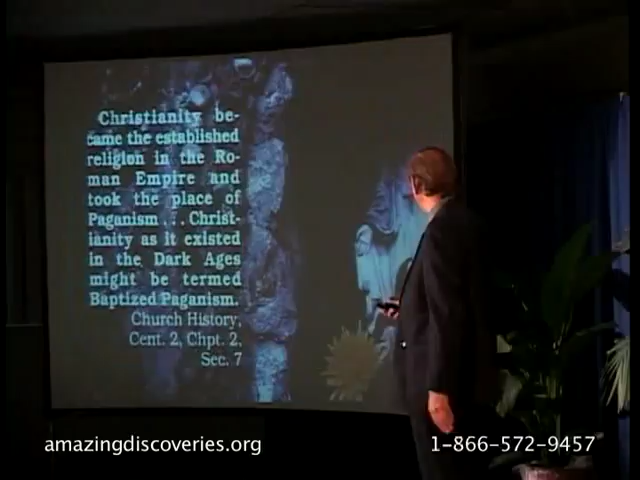 Christianity be-
came the established
religion in the Ro-
man Empire and
took the place of
Paganism . . . Christ-
ianity as it existed
in the Dark Ages
might be termed
Baptized Paganism.
Church History,
Cent. 2, Chpt. 2,
Sec. 7
amazingdiscoveries.org
1-866-572-9457